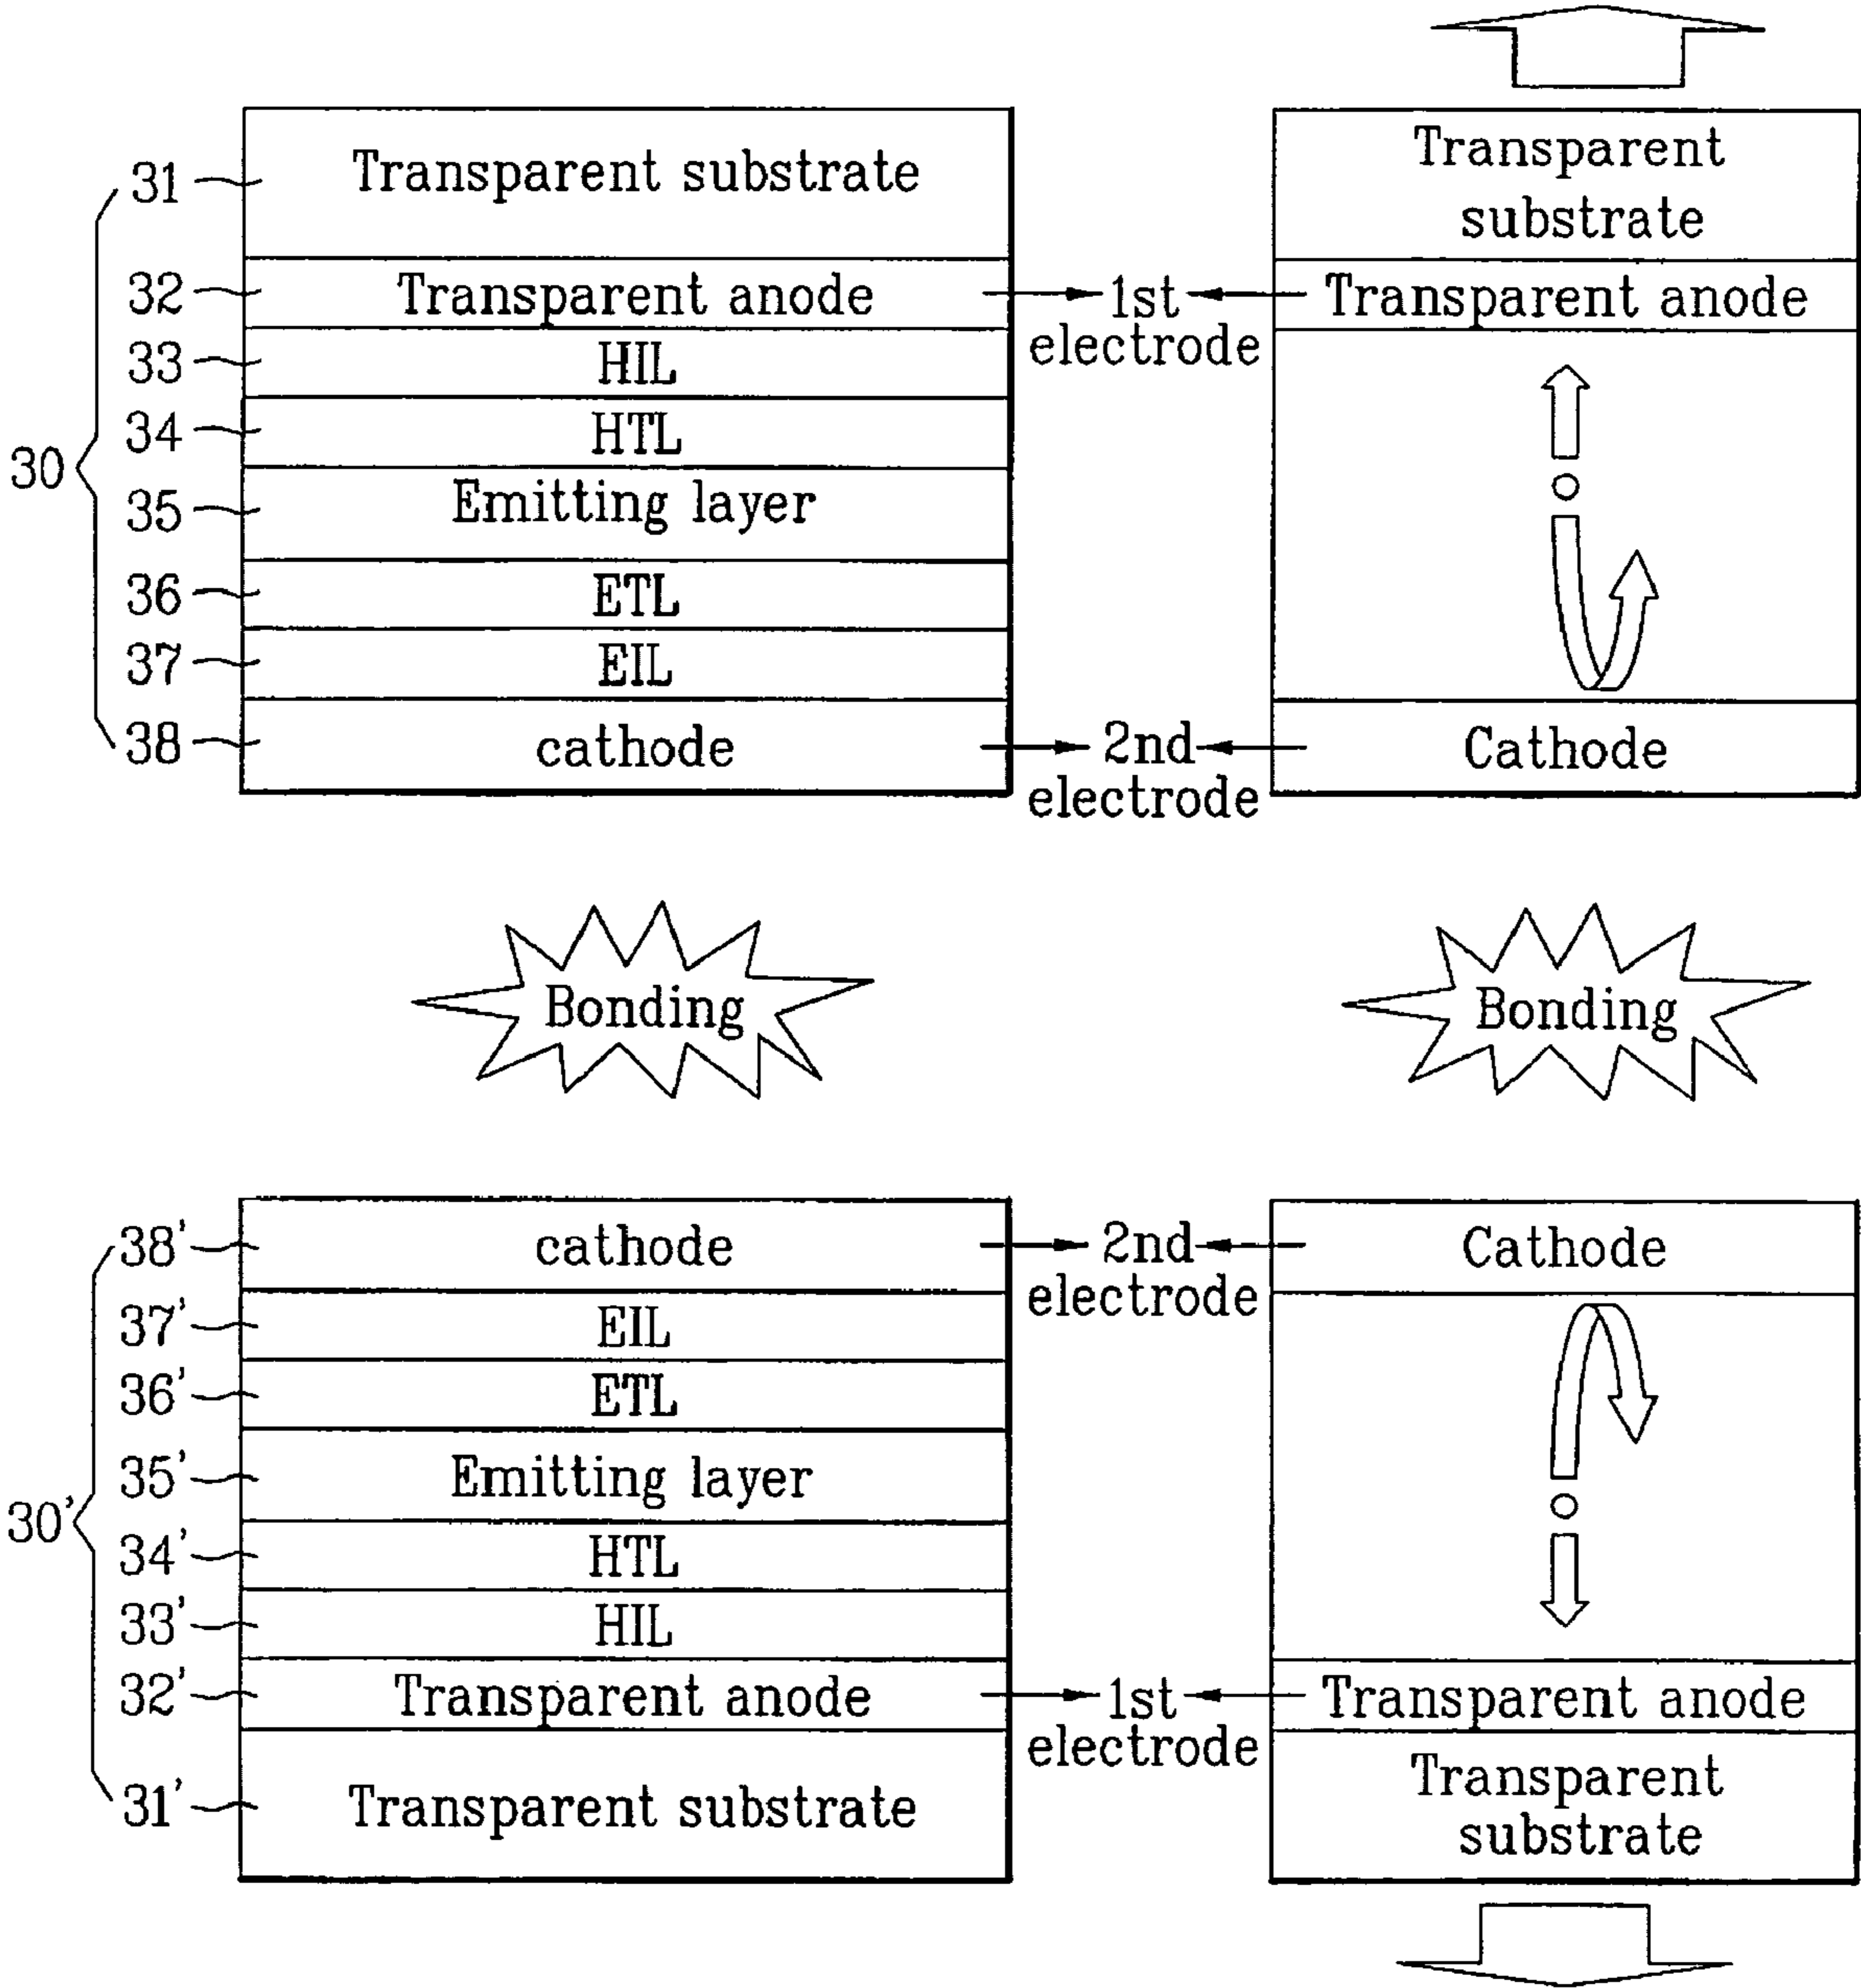 30
31
Transparent substrate
32
Transparent anode
33
HIL
34
HTL
35
Emitting layer
36
ETL
37
EIL
38
cathode
1st
electrode
2nd
electrode
Transparent
substrate
Transparent anode
Cathode
Bonding
Bonding
30'
38'
cathode
37'
EIL
36'
ETL
35'
Emitting layer
34'
HTL
33'
HIL
32'
Transparent anode
31'
Transparent substrate
2nd
electrode
1st
electrode
Cathode
Transparent anode
Transparent
substrate